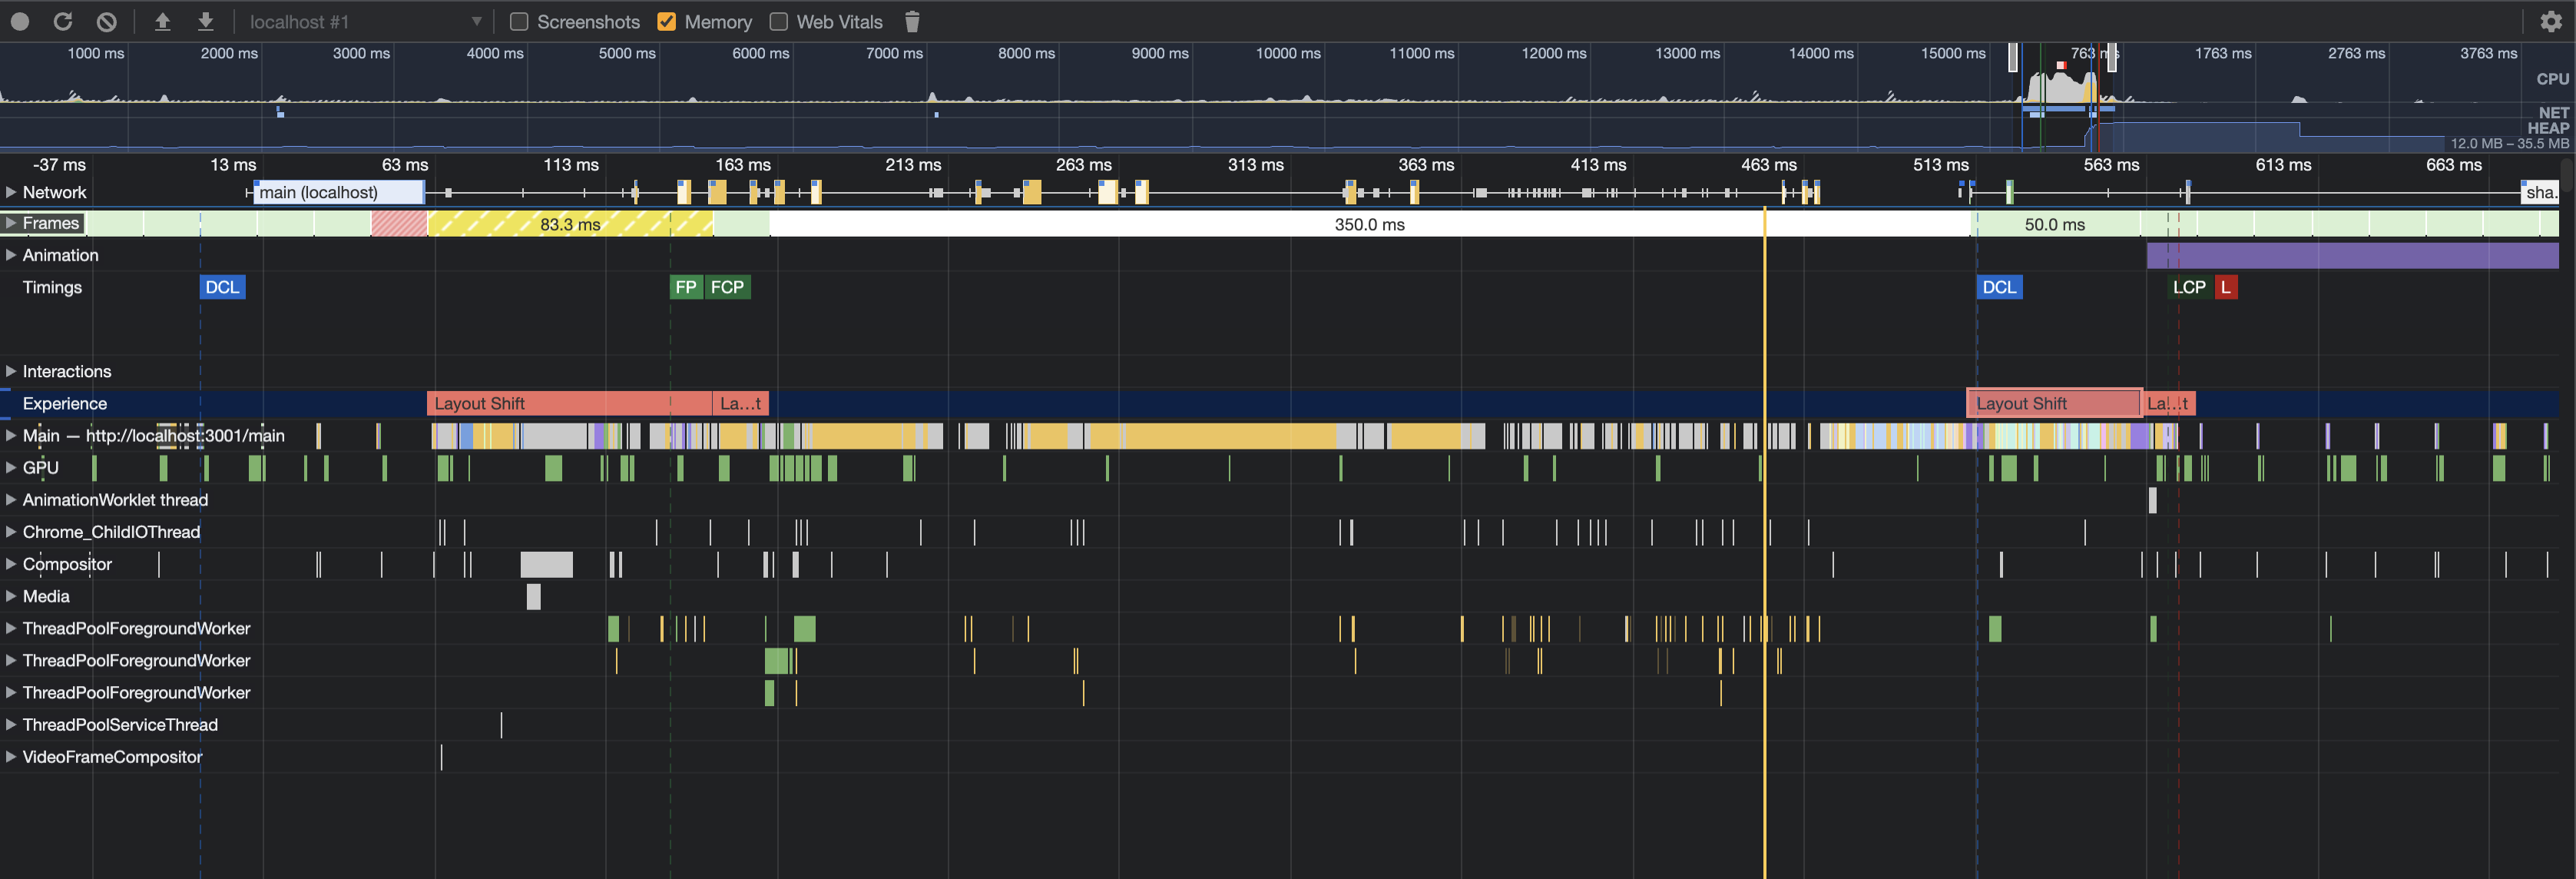 localhost #1 Screenshots Memory Web Vitals
1000 ms 2000 ms 3000 ms 4000 ms 5000 ms 6000 ms 7000 ms 8000 ms 9000 ms 10000 ms 11000 ms 12000 ms 13000 ms 14000 ms 15000 ms 763 ms 1763 ms 2763 ms 3763 ms
CPU
NET
HEAP
12.0 MB – 35.5 MB
-37 ms 13 ms 63 ms 113 ms 163 ms 213 ms 263 ms 313 ms 363 ms 413 ms 463 ms 513 ms 563 ms 613 ms 663 ms
Network main (localhost) sha.
Frames 83.3 ms 350.0 ms 50.0 ms
Animation
Timings DCL FP FCP DCL LCP L
Interactions
Experience Layout Shift La…t Layout Shift La…t
Main — http://localhost:3001/main
GPU
AnimationWorklet thread
Chrome_ChildIOThread
Compositor
Media
ThreadPoolForegroundWorker
ThreadPoolForegroundWorker
ThreadPoolForegroundWorker
ThreadPoolServiceThread
VideoFrameCompositor